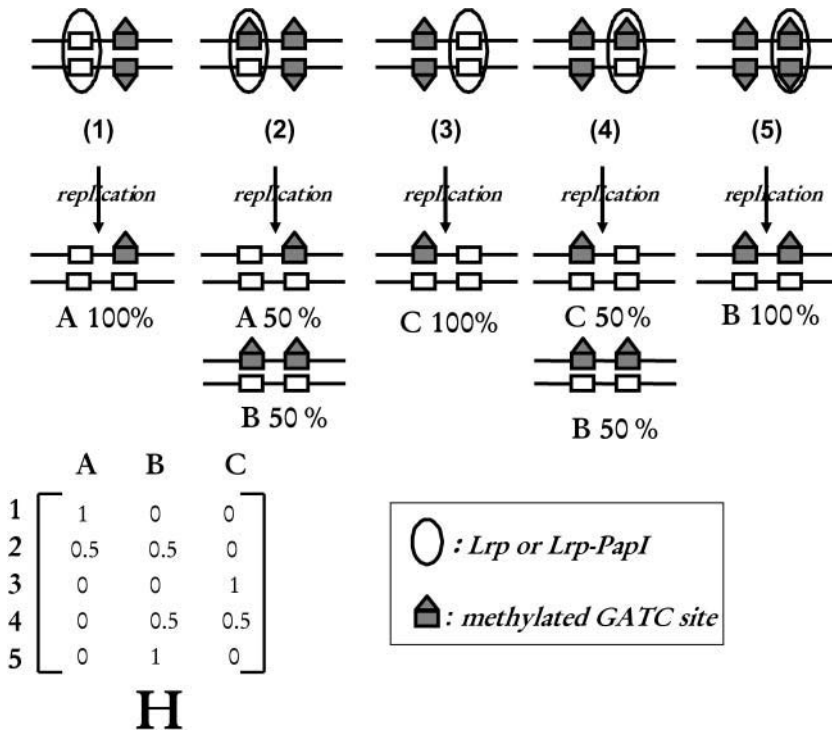 (1) (2) (3) (4) (5)
replication replication replication replication replication
A 100% A 50% C 100% C 50% B 100%
B 50% B 50%
A B C
1 1 0 0
2 0.5 0.5 0
3 0 0 1
4 0 0.5 0.5
5 0 1 0
H
: Lrp or Lrp-PapI
: methylated GATC site